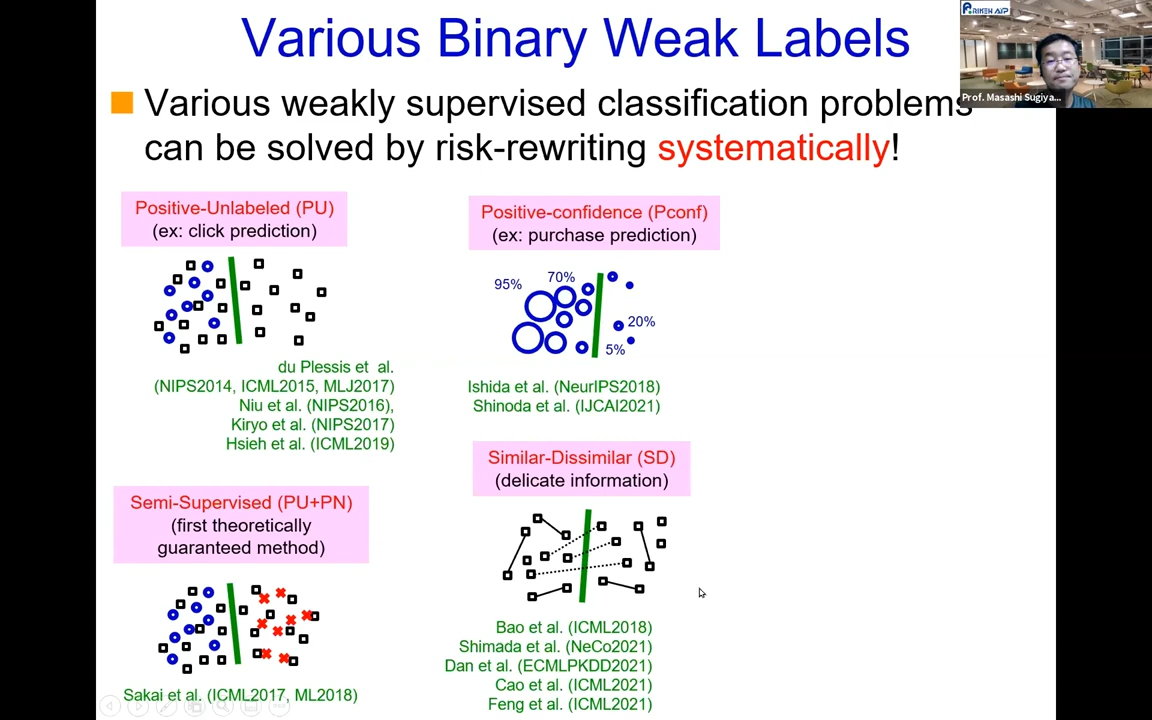 Various Binary Weak Labels
RIKEN AIP
Prof. Masashi Sugiya...
Various weakly supervised classification problems
can be solved by risk-rewriting systematically!
Positive-Unlabeled (PU)
(ex: click prediction)
du Plessis et al.
(NIPS2014, ICML2015, MLJ2017)
Niu et al. (NIPS2016),
Kiryo et al. (NIPS2017)
Hsieh et al. (ICML2019)
Positive-confidence (Pconf)
(ex: purchase prediction)
95%
70%
20%
5%
Ishida et al. (NeurIPS2018)
Shinoda et al. (IJCAI2021)
Semi-Supervised (PU+PN)
(first theoretically
guaranteed method)
Sakai et al. (ICML2017, ML2018)
Similar-Dissimilar (SD)
(delicate information)
Bao et al. (ICML2018)
Shimada et al. (NeCo2021)
Dan et al. (ECMLPKDD2021)
Cao et al. (ICML2021)
Feng et al. (ICML2021)